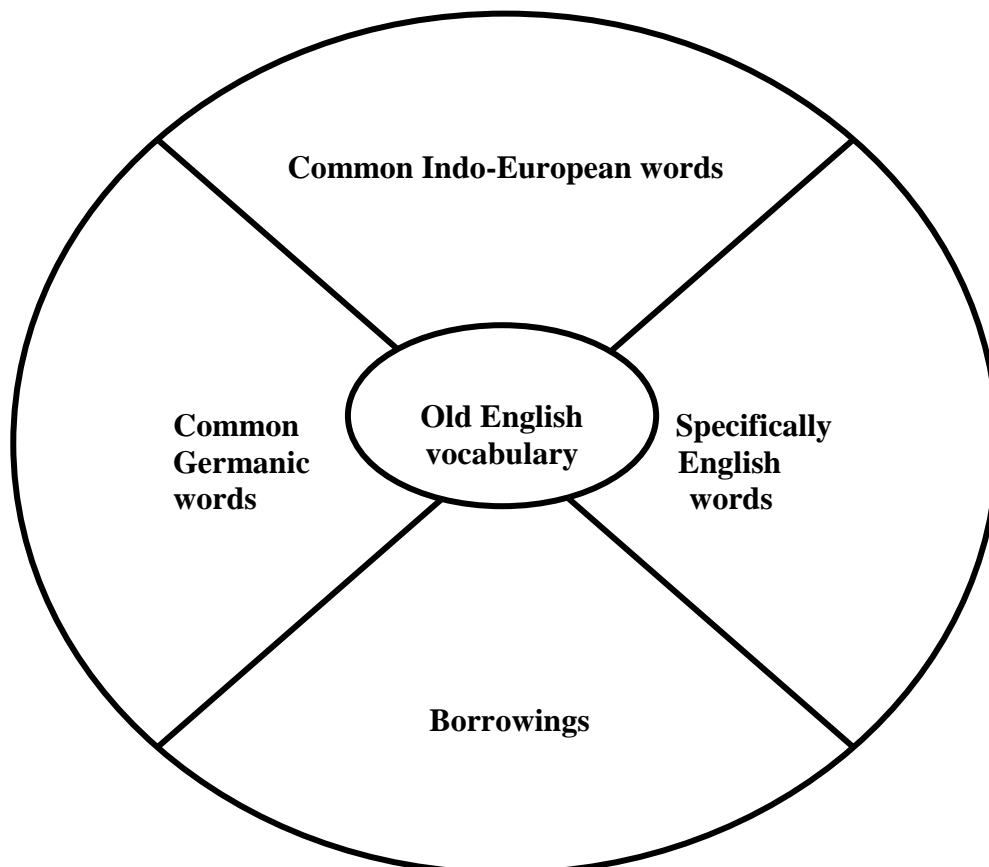 Common Indo-European words
Common
Germanic
words
Old English
vocabulary
Specifically
English
words
Borrowings